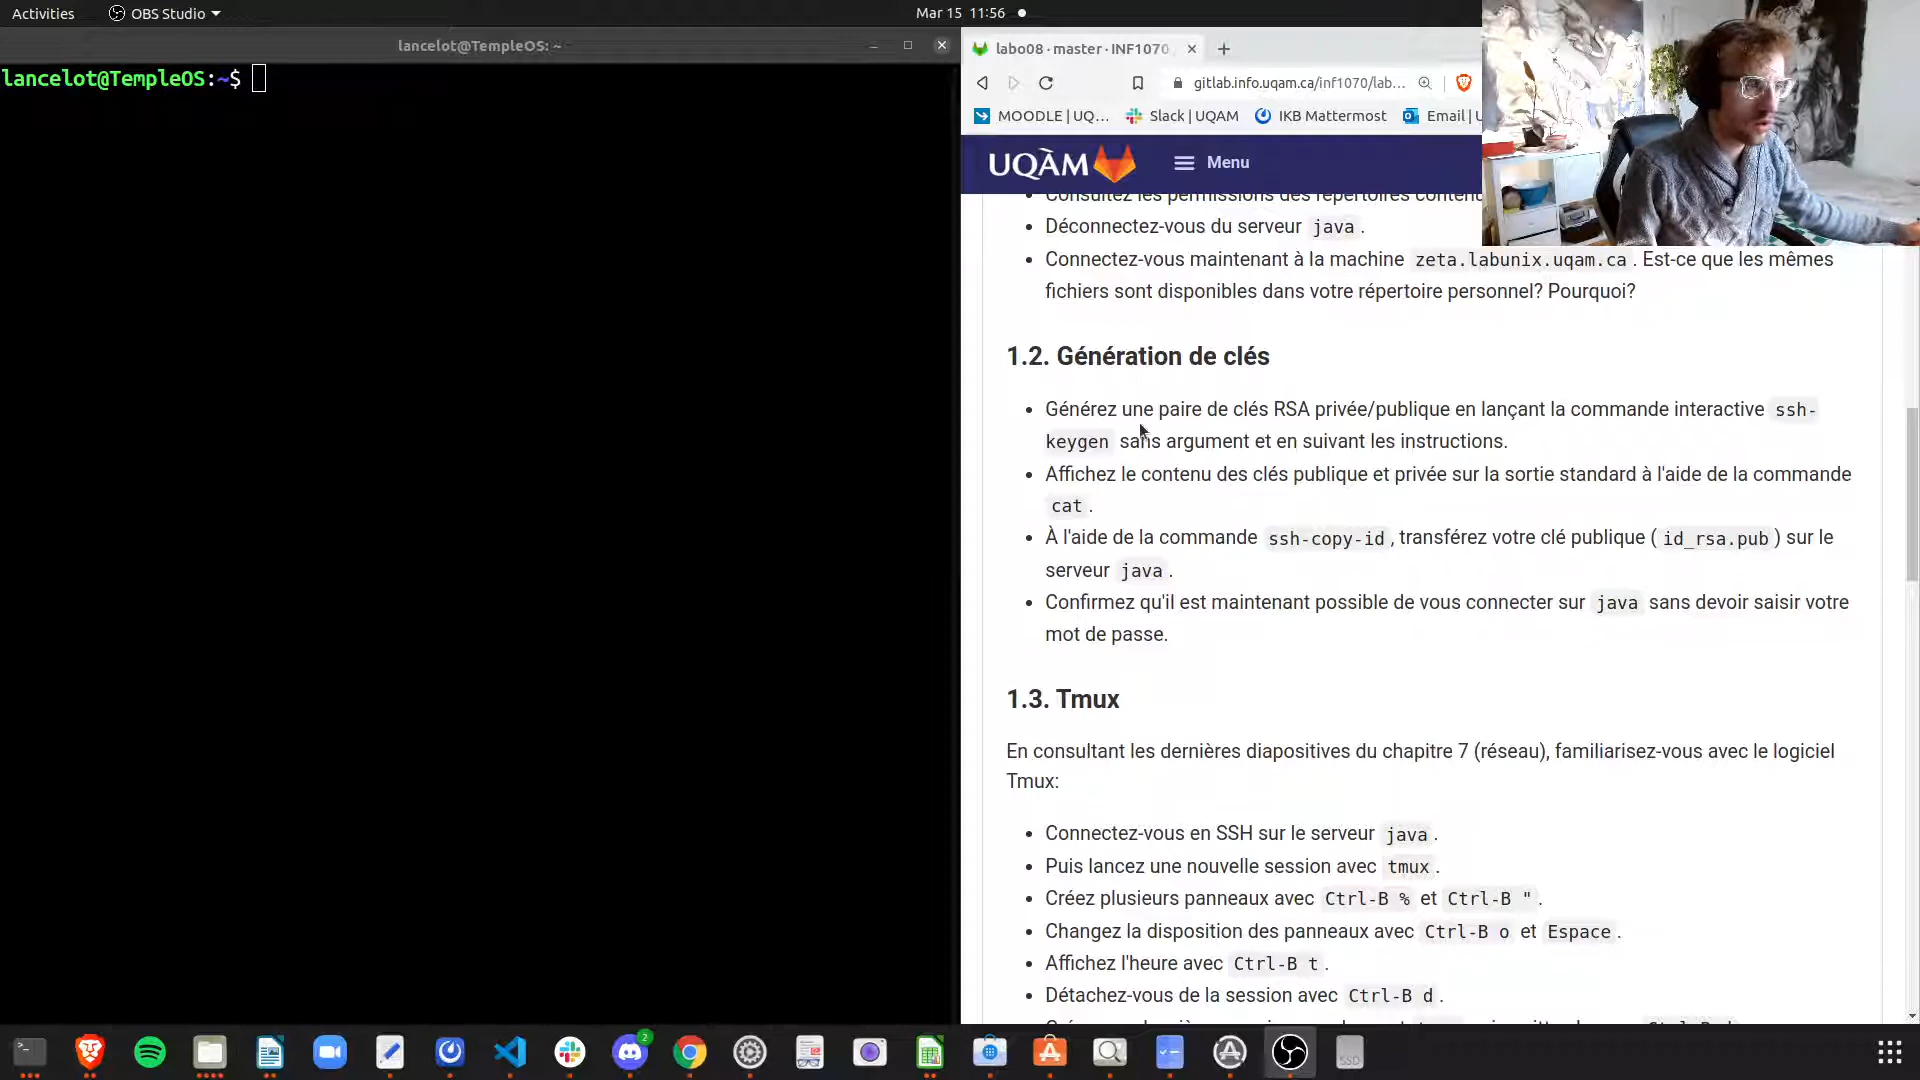 Activities
OBS Studio
Mar 15 11:56
lancelot@TempleOS: ~
lancelot@TempleOS:~$
labo08 · master · INF1070
gitlab.info.uqam.ca/inf1070/lab...
MOODLE | UQ...
Slack | UQAM
IKB Mattermost
Email | U
UQÀM
Menu
Consultez les permissions des répertoires contenu
Déconnectez-vous du serveur java.
Connectez-vous maintenant à la machine zeta.labunix.uqam.ca. Est-ce que les mêmes
fichiers sont disponibles dans votre répertoire personnel? Pourquoi?
1.2. Génération de clés
Générez une paire de clés RSA privée/publique en lançant la commande interactive ssh-
keygen sans argument et en suivant les instructions.
Affichez le contenu des clés publique et privée sur la sortie standard à l'aide de la commande
cat.
À l'aide de la commande ssh-copy-id, transférez votre clé publique (id_rsa.pub) sur le
serveur java.
Confirmez qu'il est maintenant possible de vous connecter sur java sans devoir saisir votre
mot de passe.
1.3. Tmux
En consultant les dernières diapositives du chapitre 7 (réseau), familiarisez-vous avec le logiciel
Tmux:
Connectez-vous en SSH sur le serveur java.
Puis lancez une nouvelle session avec tmux.
Créez plusieurs panneaux avec Ctrl-B % et Ctrl-B ".
Changez la disposition des panneaux avec Ctrl-B o et Espace.
Affichez l'heure avec Ctrl-B t.
Détachez-vous de la session avec Ctrl-B d.
2
SSD